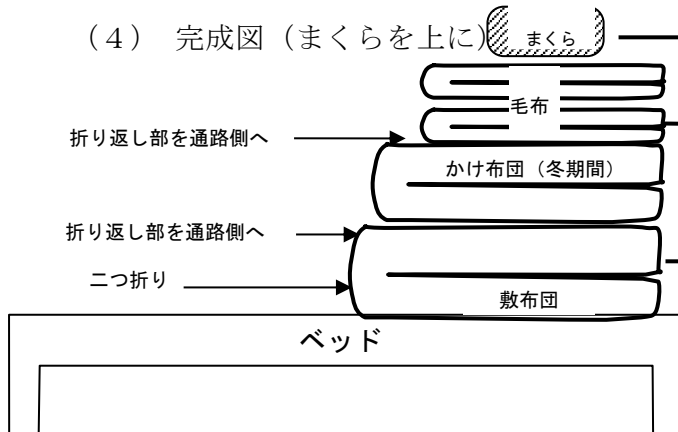 （４）　完成図（まくらを上に）
まくら
毛布
折り返し部を通路側へ
かけ布団（冬期間）
折り返し部を通路側へ
二つ折り
敷布団
ベッド